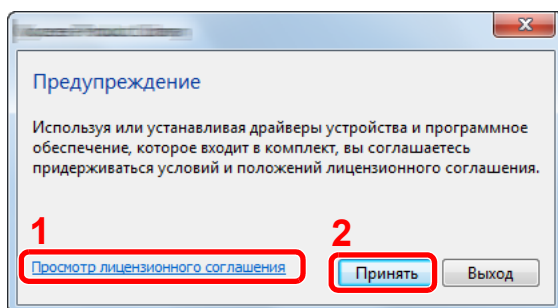 Предупреждение
Используя или устанавливая драйверы устройства и программное
обеспечение, которое входит в комплект, вы соглашаетесь
придерживаться условий и положений лицензионного соглашения.
1
2
Просмотр лицензионного соглашения
Принять
Выход